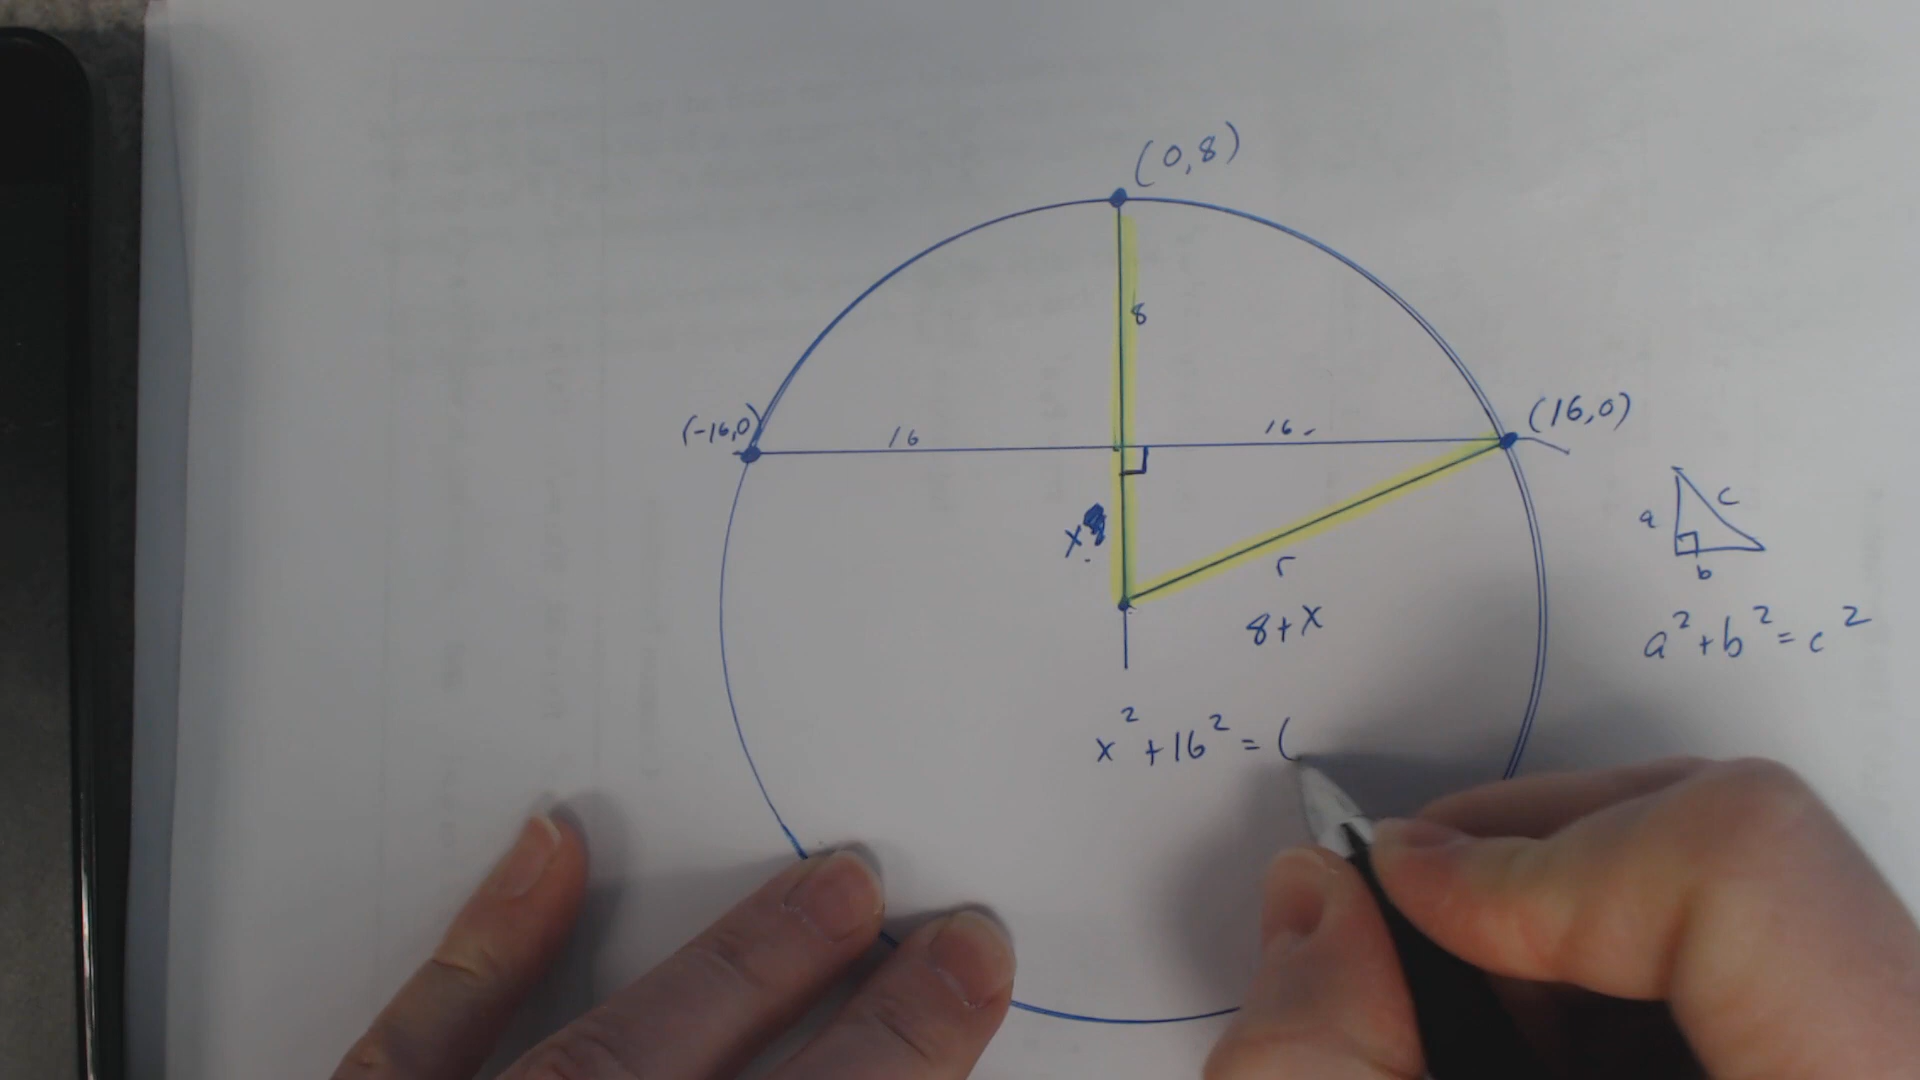 (0,8)
8
(-16,0)
16
16
(16,0)
x
r
8+x
a
c
b
a²+b²=c²
x²+16²=(